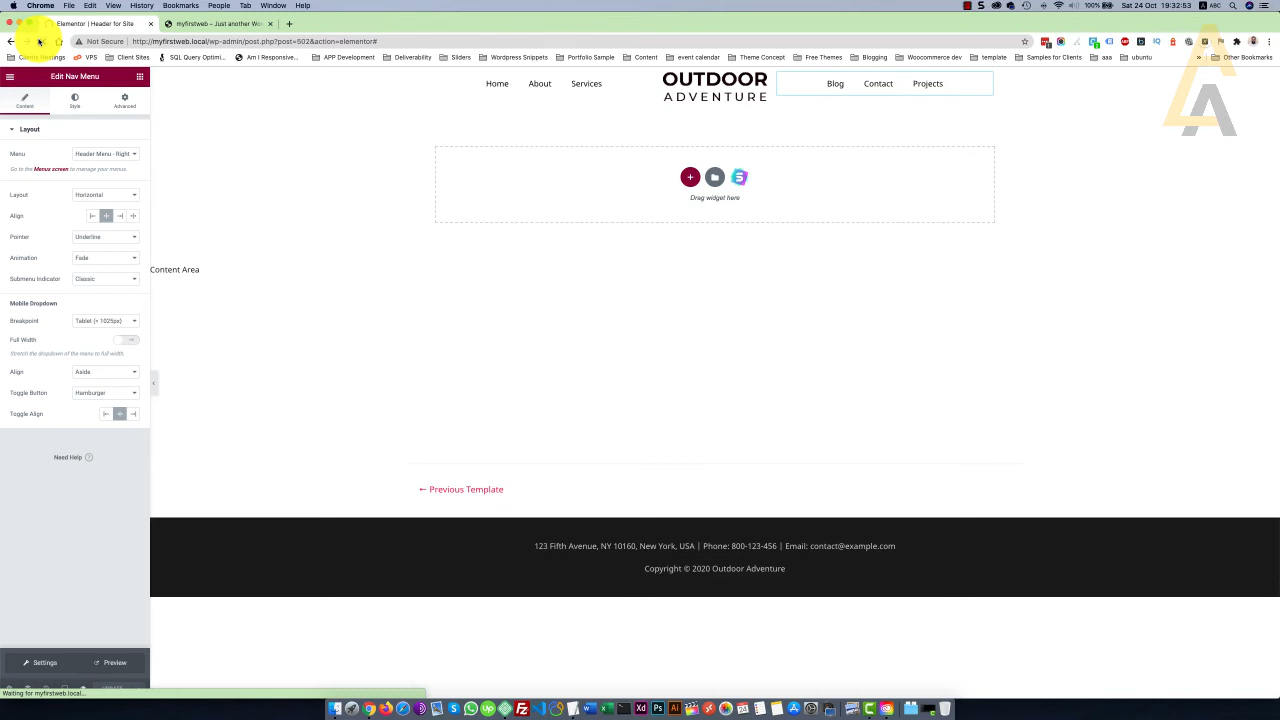 Chrome File Edit View History Bookmarks People Tab Window Help 100% ABC Sat 24 Oct 19:32:53
Elementor | Header for Site × myfirstweb – Just another Wo × +
Not Secure http://myfirstweb.local/wp-admin/post.php?post=502&action=elementor#
Clients Hostings VPS Client Sites SQL Query Optimiz... Am I Responsive... APP Development Deliverability Sliders Wordpress Snippets Portfolio Sample Content event calendar Theme Concept Free Themes Blogging Woocommerce dev template Samples for Clients aaa ubuntu » Other Bookmarks
Edit Nav Menu
Content Style Advanced
Layout
Menu Header Menu - Right
Go to the Menus screen to manage your menus.
Layout Horizontal
Align
Pointer Underline
Animation Fade
Submenu Indicator Classic
Mobile Dropdown
Breakpoint Tablet (< 1025px)
Full Width
Stretch the dropdown of the menu to full width.
Align Aside
Toggle Button Hamburger
Toggle Align
Need Help ?
Settings Preview
Waiting for myfirstweb.local...
Home About Services
OUTDOOR
ADVENTURE
Blog Contact Projects
Drag widget here
Content Area
← Previous Template
123 Fifth Avenue, NY 10160, New York, USA | Phone: 800-123-456 | Email: contact@example.com
Copyright © 2020 Outdoor Adventure